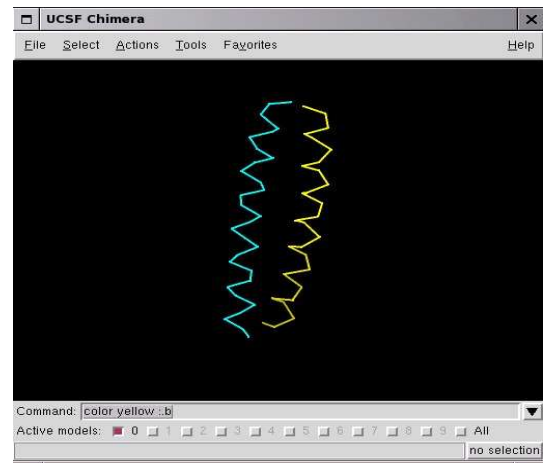 UCSF Chimera
File Select Actions Tools Favorites Help
Command: color yellow :.b
Active models: 0 1 2 3 4 5 6 7 8 9 All
no selection